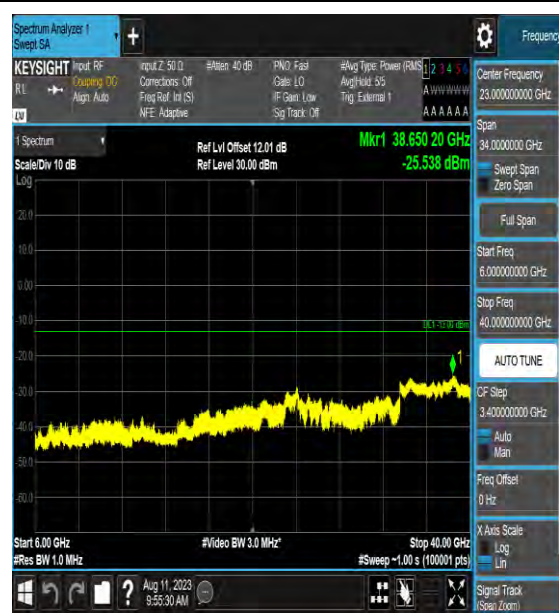 Spectrum Analyzer 1
Swept SA
+
Frequency
KEYSIGHT
Input: RF
Input Z: 50 Ω
#Atten: 40 dB
PNO: Fast
#Avg Type: Power (RMS
1 2 3 4 5 6
RL
Coupling: DC
Corrections: Off
Gate: LO
Avg|Hold: 5/5
A W W W W W
Align: Auto
Freq Ref: Int (S)
IF Gain: Low
Trig: External 1
NFE: Adaptive
Sig Track: Off
A A A A A A
LXI
Center Frequency
23.000000000 GHz
Span
34.0000000 GHz
Swept Span
Zero Span
Full Span
Start Freq
6.000000000 GHz
Stop Freq
40.000000000 GHz
AUTO TUNE
CF Step
3.400000000 GHz
Auto
Man
Freq Offset
0 Hz
X Axis Scale
Log
Lin
Signal Track
(Span Zoom)
1 Spectrum
Ref Lvl Offset 12.01 dB
Mkr1 38.650 20 GHz
Scale/Div 10 dB
Ref Level 30.00 dBm
-25.538 dBm
Log
20.0
10.0
0.00
-10.0
DL1 -13.00 dBm
-20.0
1
-30.0
-40.0
-50.0
-60.0
Start 6.00 GHz
#Video BW 3.0 MHz*
Stop 40.00 GHz
#Res BW 1.0 MHz
#Sweep ~1.00 s (100001 pts)
?
Aug 11, 2023
9:55:30 AM